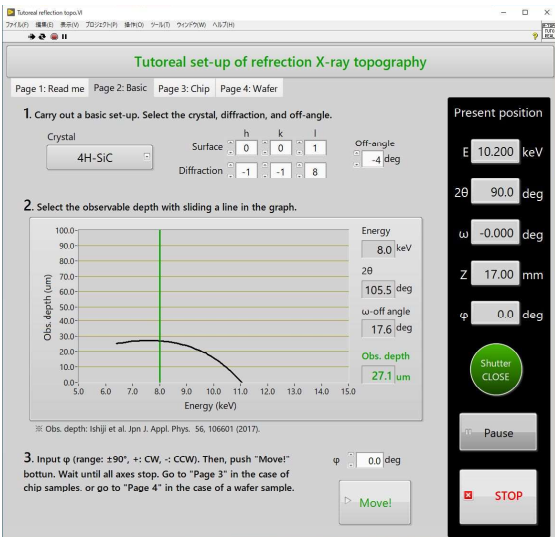 Tutoreal reflection topo.VI
ファイル(F) 編集(E) 表示(V) プロジェクト(P) 操作(O) ツール(T) ウィンドウ(W) ヘルプ(H)
Tutoreal set-up of refrection X-ray topography
Page 1: Read me Page 2: Basic Page 3: Chip Page 4: Wafer
1. Carry out a basic set-up. Select the crystal, diffraction, and off-angle.
Crystal
4H-SiC
h k l
Surface 0 0 1
Diffraction -1 -1 8
Off-angle
-4 deg
2. Select the observable depth with sliding a line in the graph.
Obs. depth (um)
100.0
90.0
80.0
70.0
60.0
50.0
40.0
30.0
20.0
10.0
0.0
5.0 6.0 7.0 8.0 9.0 10.0 11.0 12.0 13.0 14.0 15.0
Energy (keV)
Energy
8.0 keV
2θ
105.5 deg
ω-off angle
17.6 deg
Obs. depth
27.1 um
※ Obs. depth: Ishiji et al. Jpn J. Appl. Phys. 56, 106601 (2017).
3. Input φ (range: ±90°, +: CW, -: CCW). Then, push "Move!"
bottun. Wait until all axes stop. Go to "Page 3" in the case of
chip samples. or go to "Page 4" in the case of a wafer sample.
φ 0.0 deg
Move!
Present position
E 10.200 keV
2θ 90.0 deg
ω -0.000 deg
Z 17.00 mm
φ 0.0 deg
Shutter
CLOSE
Pause
STOP